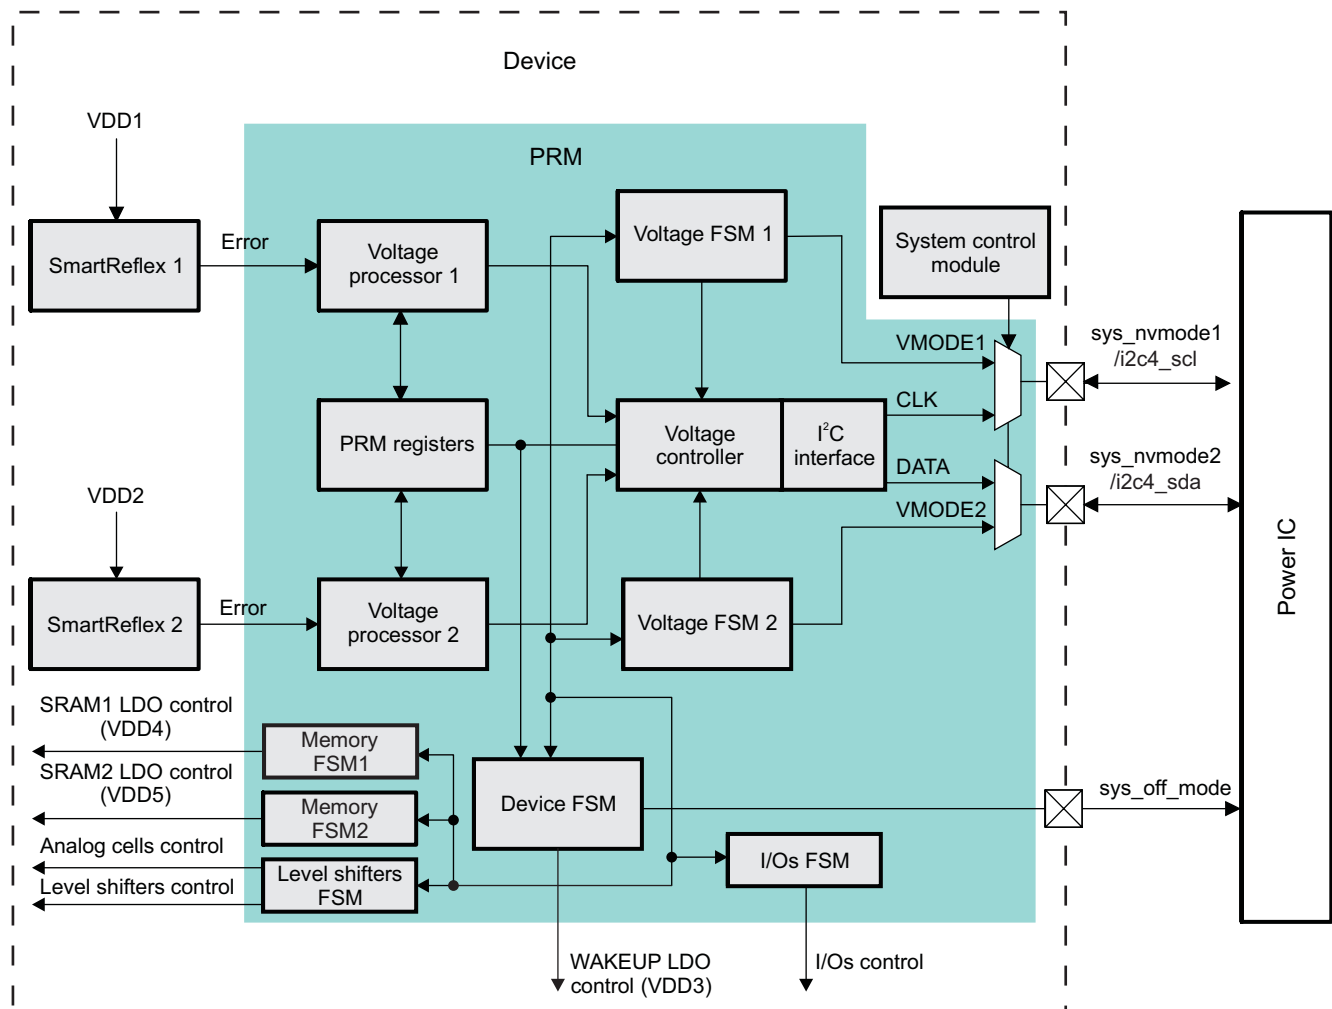 Device
VDD1
PRM
SmartReflex 1
Error
Voltage
processor 1
Voltage FSM 1
System control
module
VMODE1
sys_nvmode1
/i2c4_scl
CLK
PRM registers
Voltage
controller
I²C
interface
DATA
sys_nvmode2
/i2c4_sda
VMODE2
VDD2
Power IC
SmartReflex 2
Error
Voltage
processor 2
Voltage FSM 2
SRAM1 LDO control
(VDD4)
Memory
FSM1
SRAM2 LDO control
(VDD5)
Memory
FSM2
Device FSM
sys_off_mode
Analog cells control
Level shifters control
Level shifters
FSM
I/Os FSM
WAKEUP LDO
control (VDD3)
I/Os control